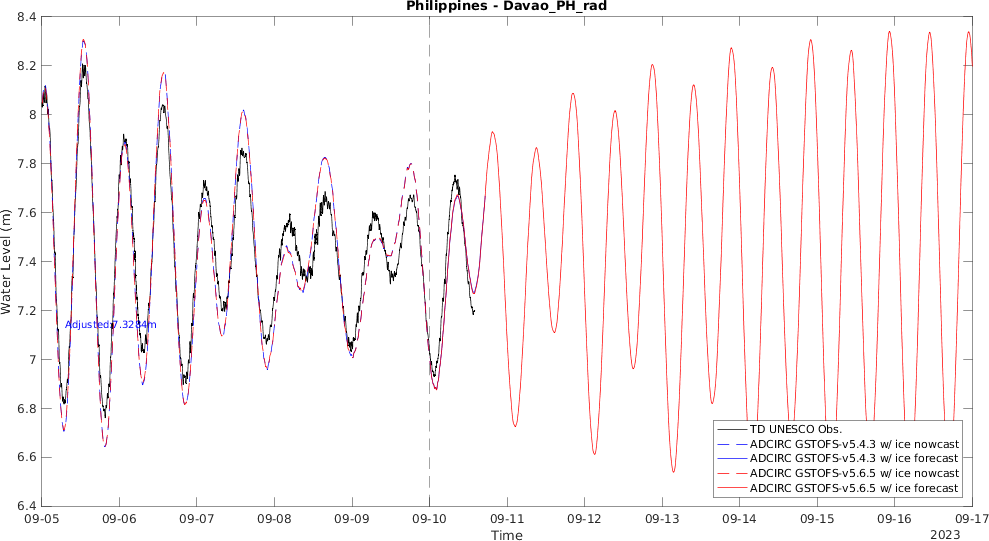 Philippines - Davao_PH_rad
8.4
8.2
8
7.8
7.6
7.4
7.2
7
6.8
6.6
6.4
Water Level (m)
Adjusted:7.3284m
TD UNESCO Obs.
ADCIRC GSTOFS-v5.4.3 w/ ice nowcast
ADCIRC GSTOFS-v5.4.3 w/ ice forecast
ADCIRC GSTOFS-v5.6.5 w/ ice nowcast
ADCIRC GSTOFS-v5.6.5 w/ ice forecast
09-05 09-06 09-07 09-08 09-09 09-10 09-11 09-12 09-13 09-14 09-15 09-16 09-17
Time
2023